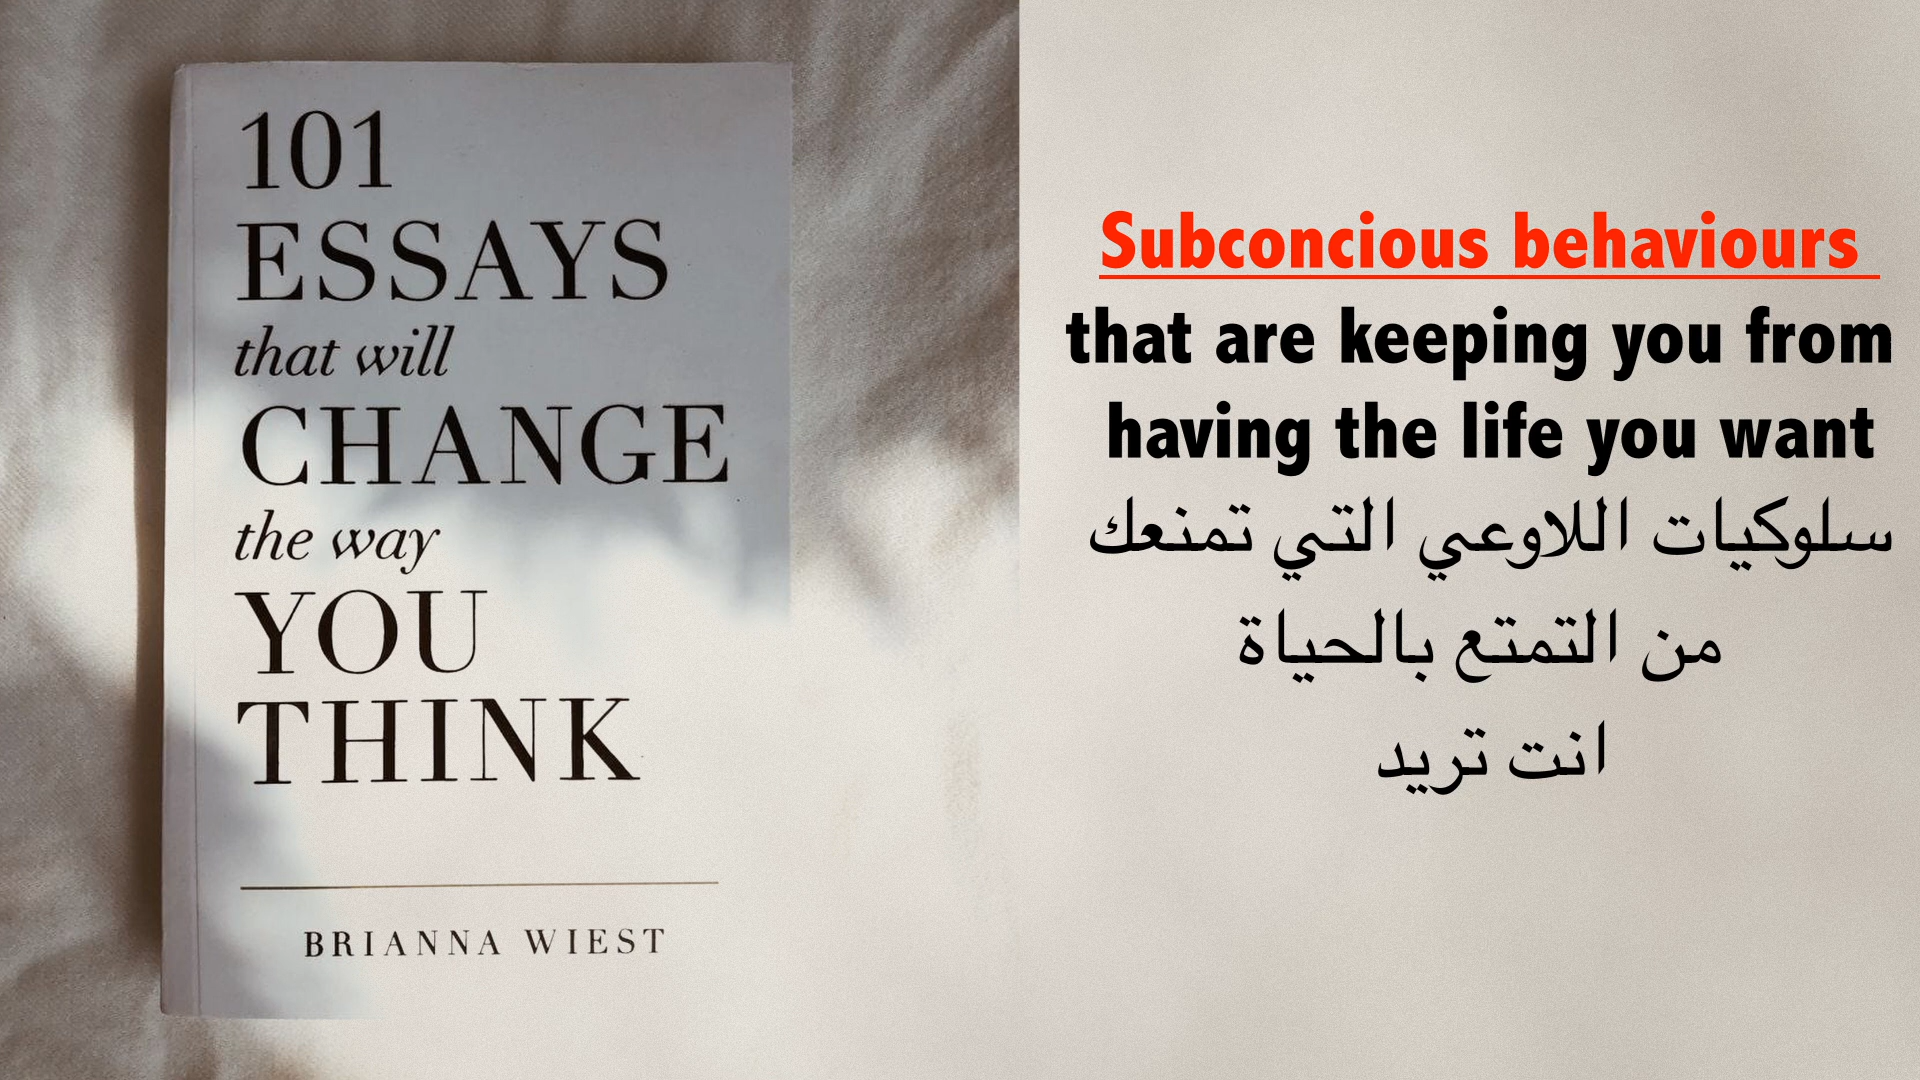 101
ESSAYS
that will
CHANGE
the way
YOU
THINK
BRIANNA WIEST
Subconcious behaviours
that are keeping you from
having the life you want
سلوكيات اللاوعي التي تمنعك
من التمتع بالحياة
انت تريد